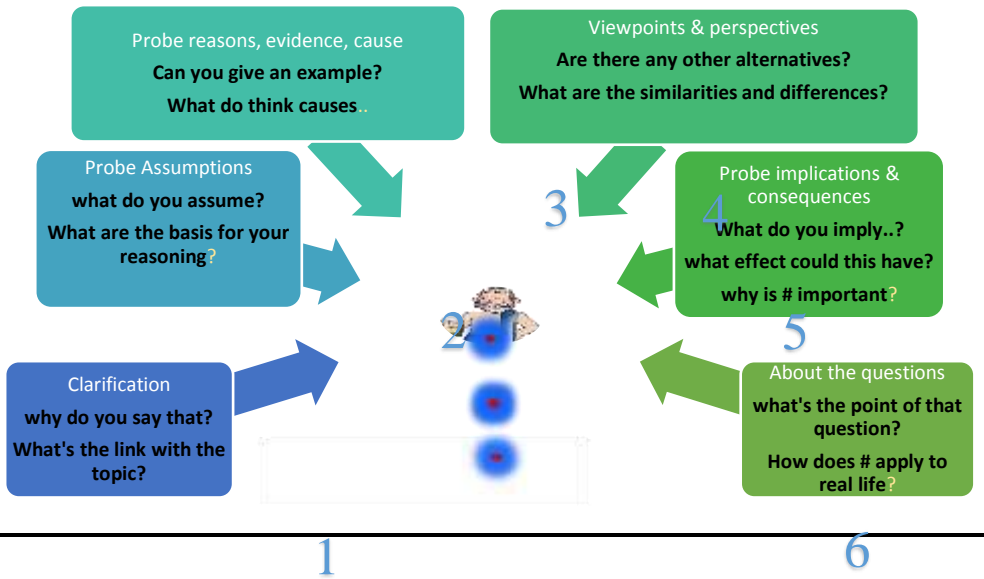 Probe reasons, evidence, cause
Can you give an example?
What do think causes..
Viewpoints & perspectives
Are there any other alternatives?
What are the similarities and differences?
Probe Assumptions
what do you assume?
What are the basis for your
reasoning?
3
Probe implications &
consequences
4
What do you imply..?
what effect could this have?
why is # important?
2
5
Clarification
why do you say that?
What's the link with the
topic?
About the questions
what's the point of that
question?
How does # apply to
real life?
1
6